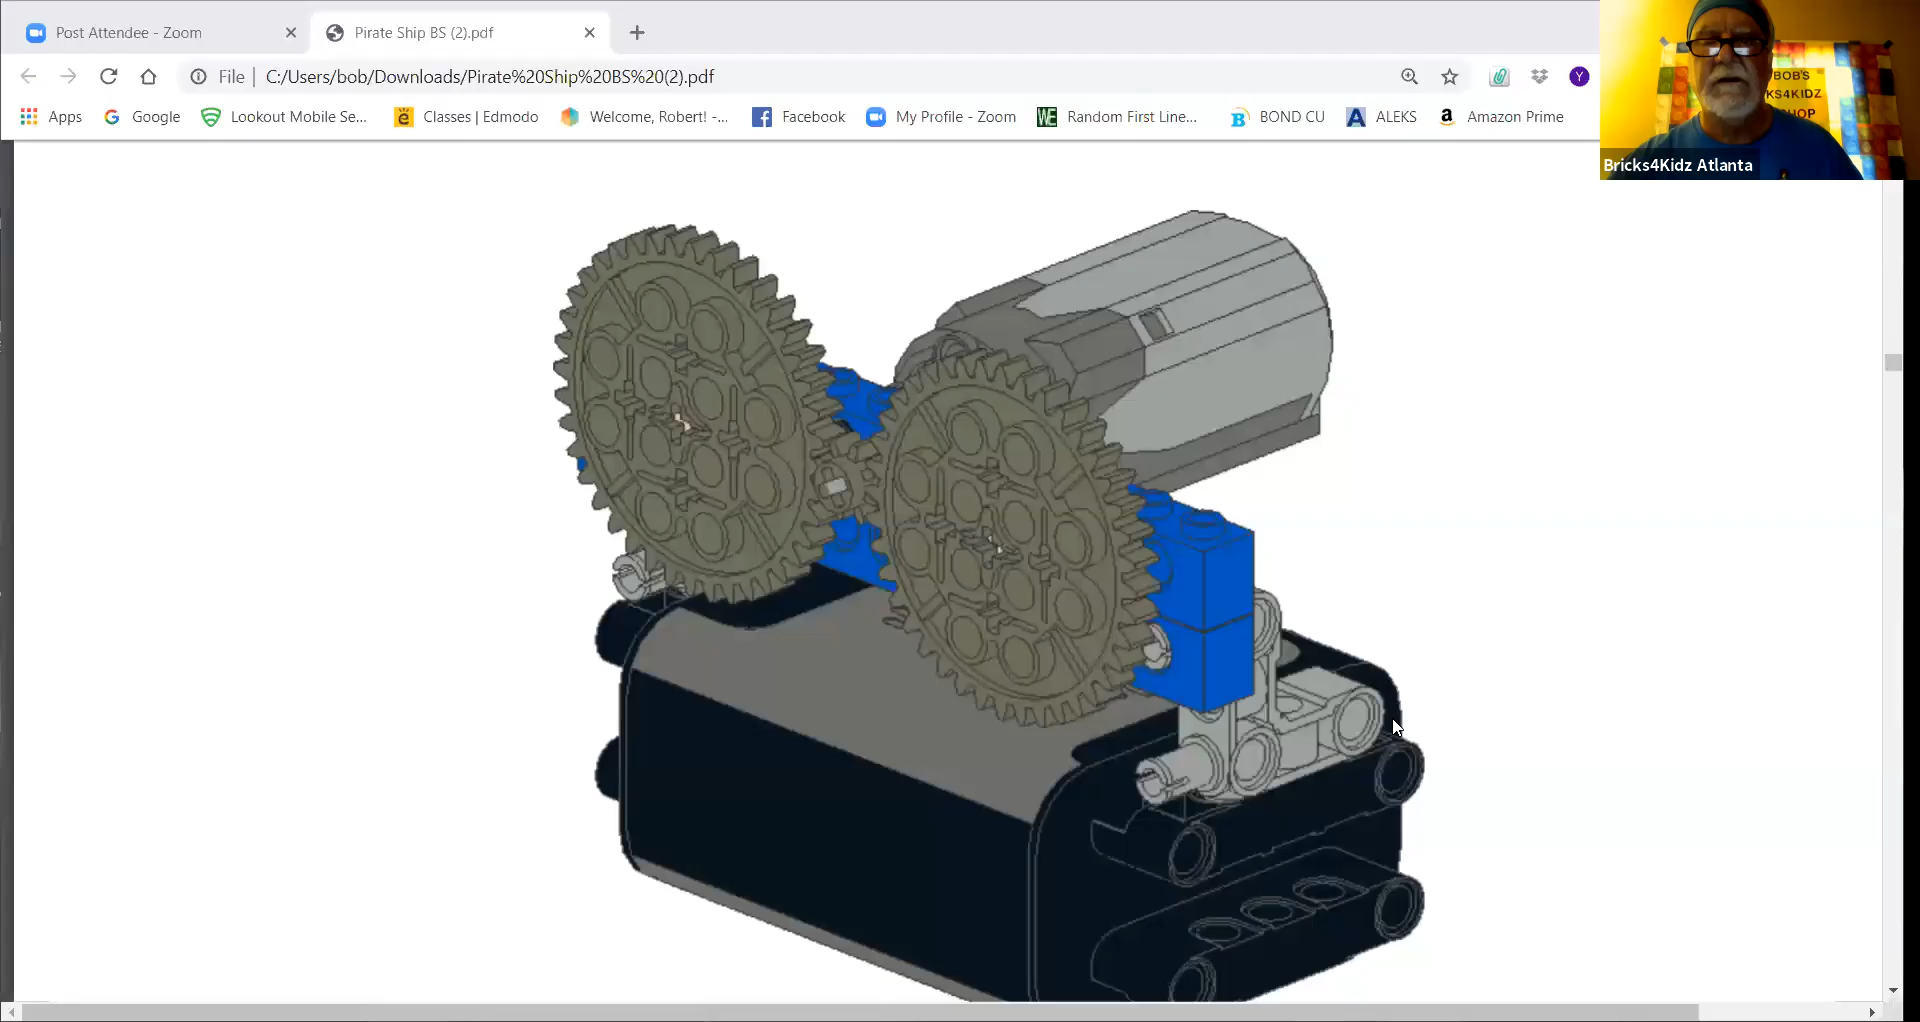 Post Attendee - Zoom
Pirate Ship BS (2).pdf
File
C:/Users/bob/Downloads/Pirate%20Ship%20BS%20(2).pdf
Y
Apps
Google
Lookout Mobile Se...
Classes | Edmodo
Welcome, Robert! -...
Facebook
My Profile - Zoom
WE
Random First Line...
BOND CU
ALEKS
Amazon Prime
BOB'S
KS4KIDZ
HOP
Bricks4Kidz Atlanta